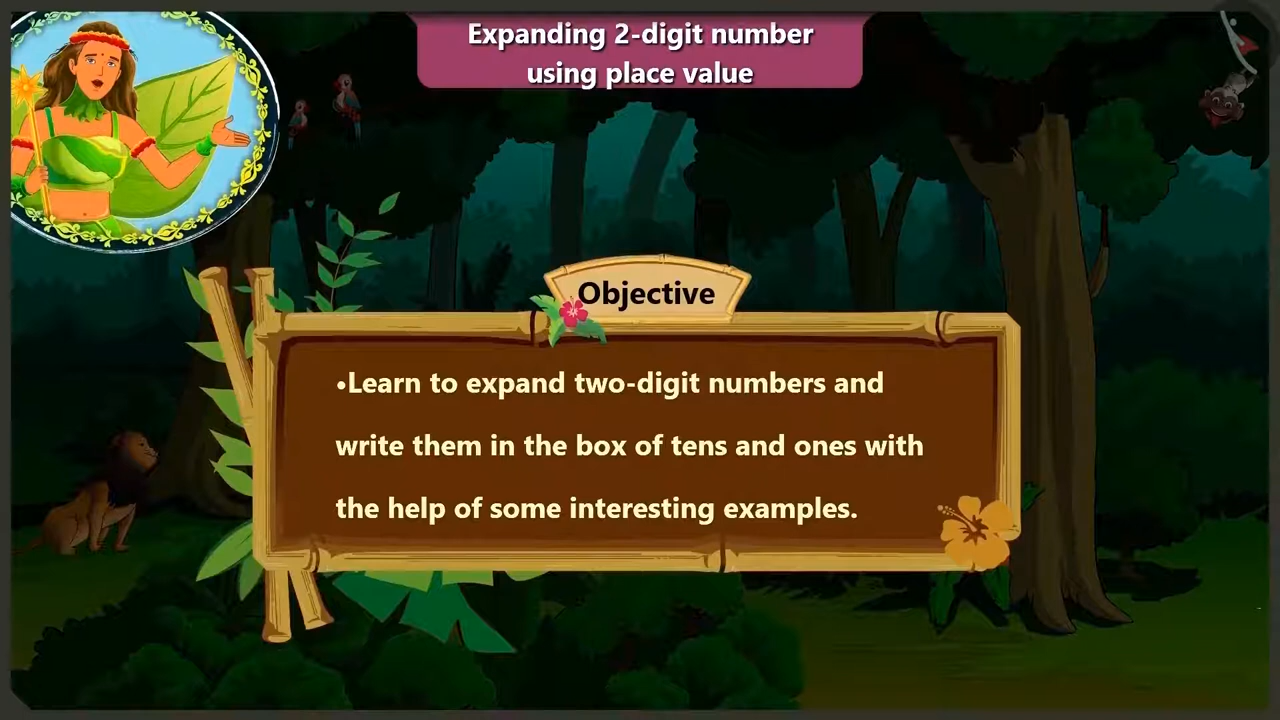 Expanding 2-digit number
using place value
Objective
•Learn to expand two-digit numbers and
write them in the box of tens and ones with
the help of some interesting examples.